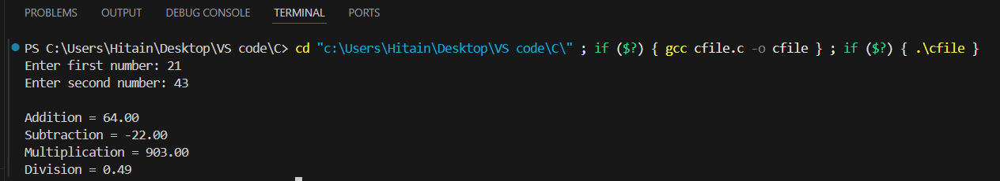 PROBLEMS OUTPUT DEBUG CONSOLE TERMINAL PORTS
PS C:\Users\Hitain\Desktop\VS code\C> cd "c:\Users\Hitain\Desktop\VS code\C\" ; if ($?) { gcc cfile.c -o cfile } ; if ($?) { .\cfile }
Enter first number: 21
Enter second number: 43
Addition = 64.00
Subtraction = -22.00
Multiplication = 903.00
Division = 0.49